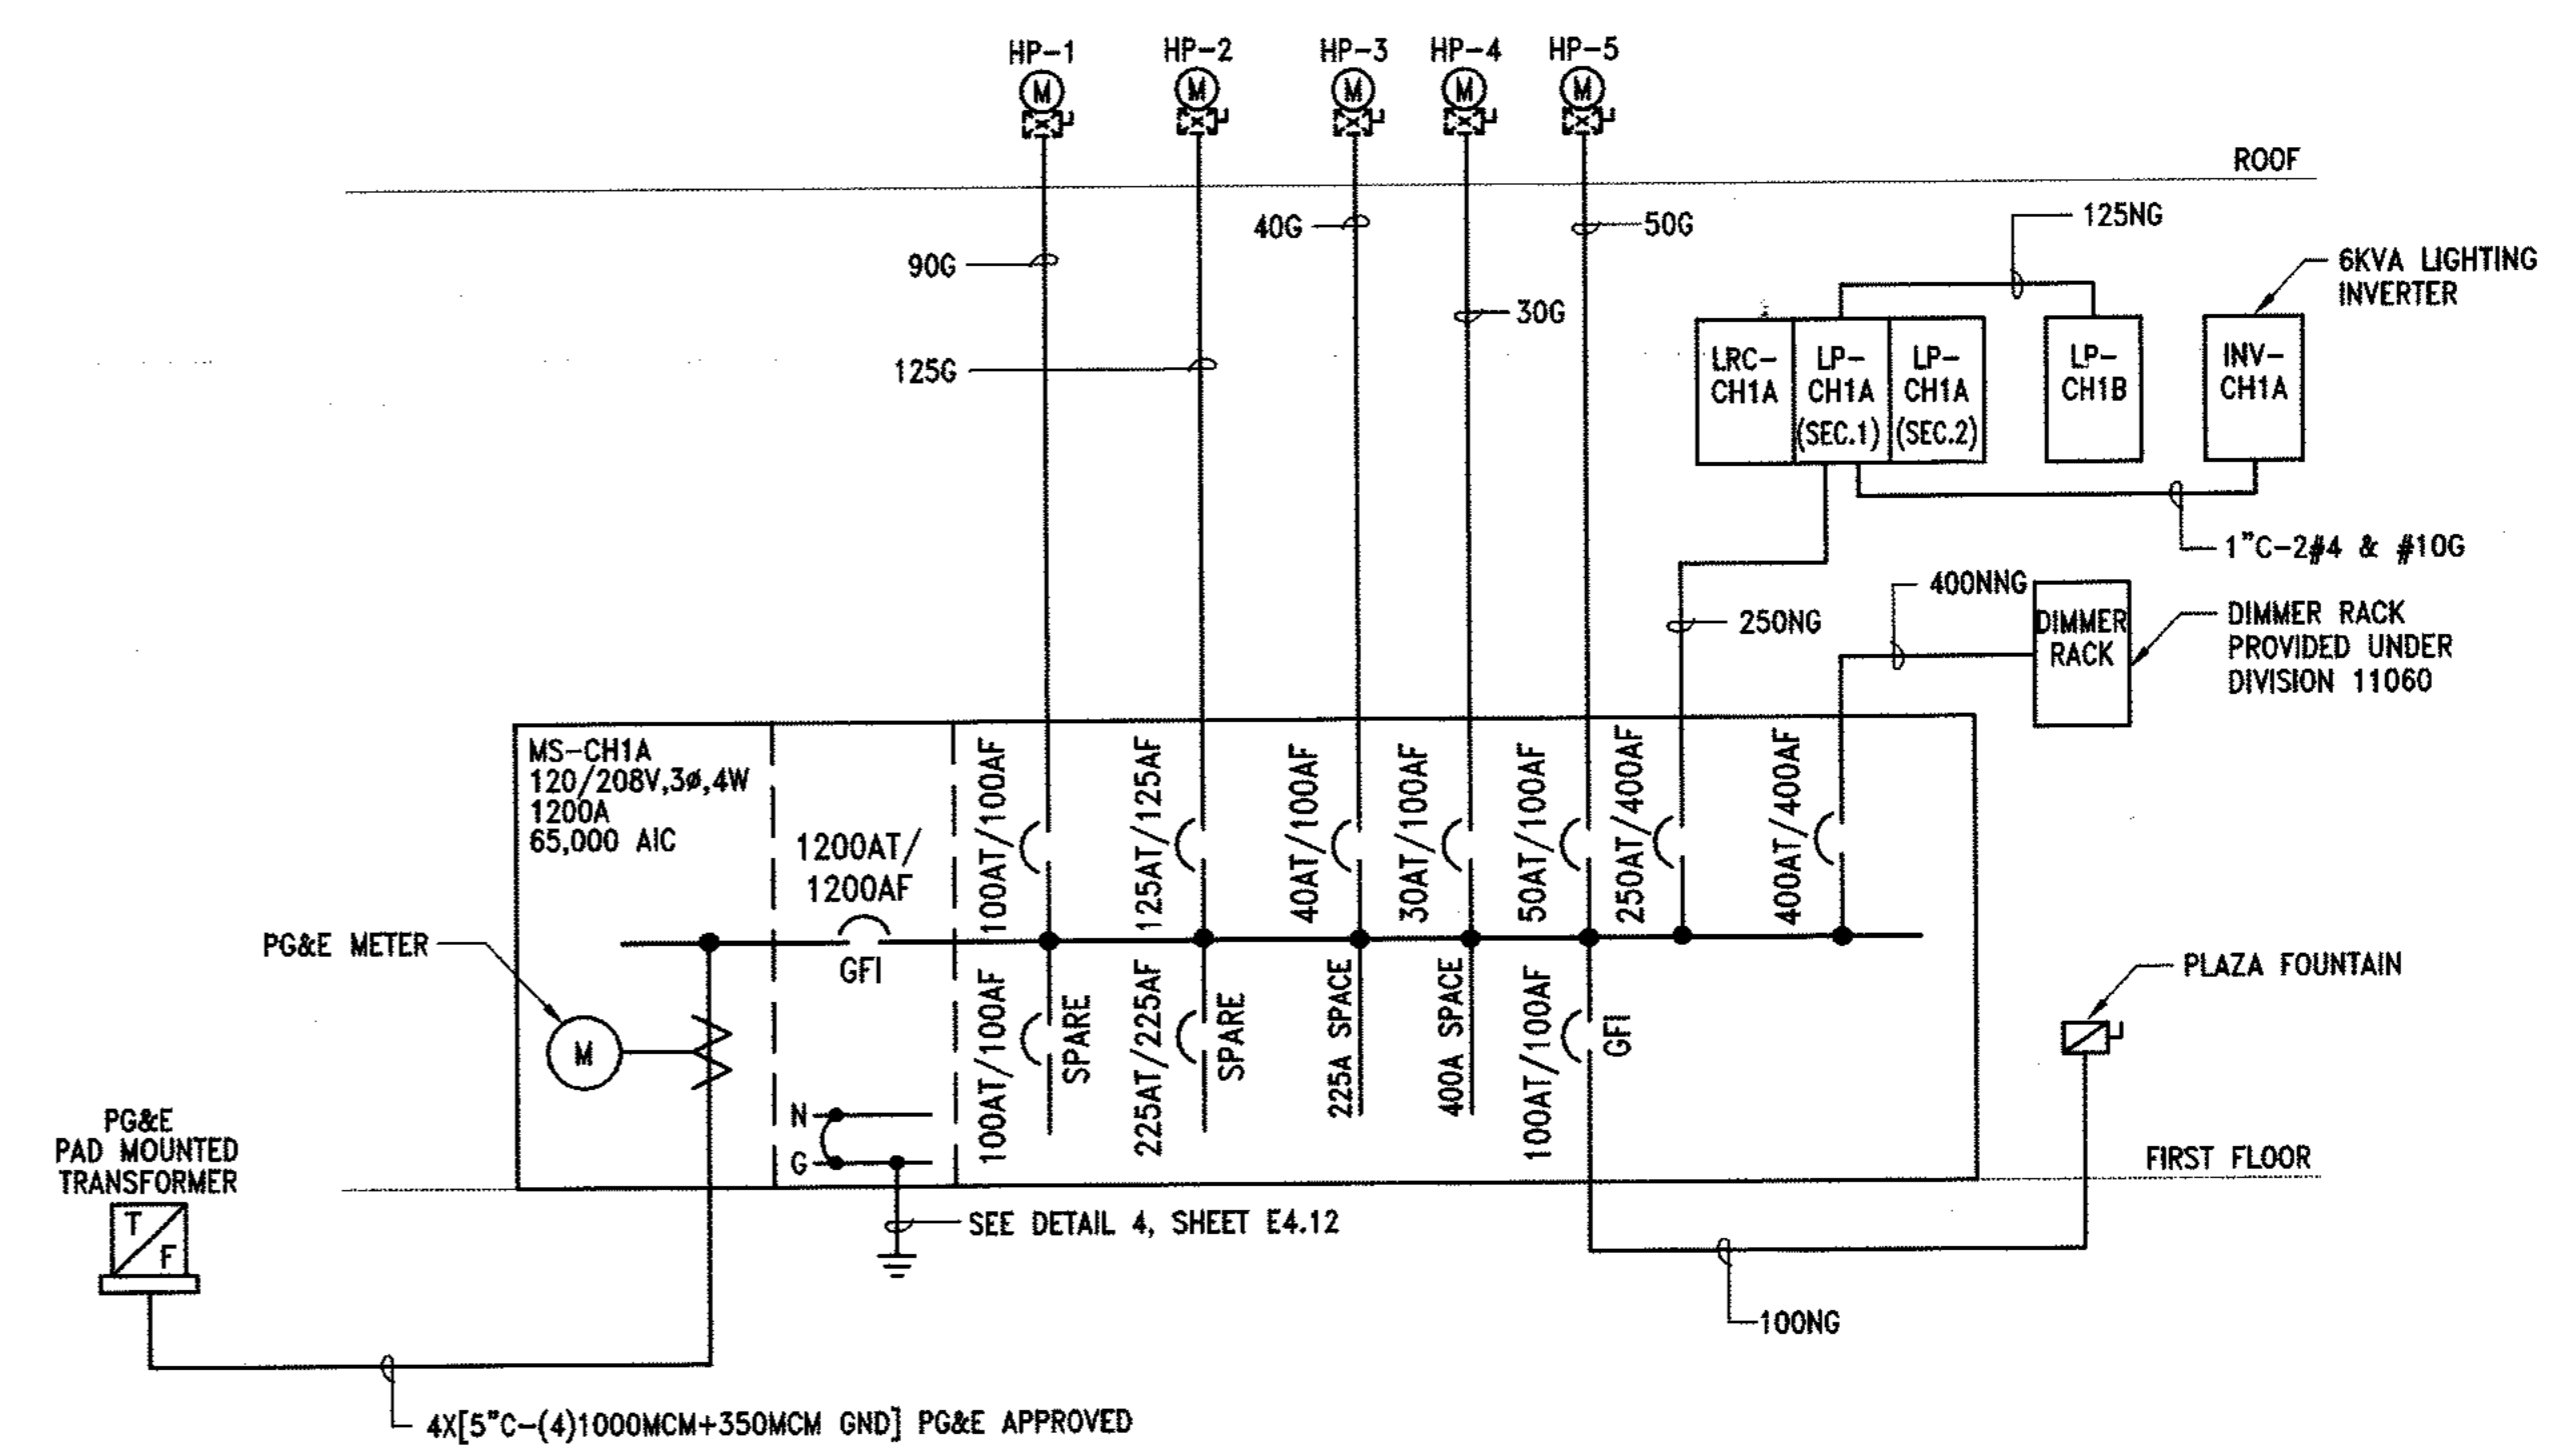 HP-1
HP-2
HP-3
HP-4
HP-5
M
M
M
M
M
X
X
X
X
X
ROOF
90G
125G
40G
30G
50G
125NG
6KVA LIGHTING
INVERTER
LRC-
CH1A
LP-
CH1A
(SEC.1)
LP-
CH1A
(SEC.2)
LP-
CH1B
INV-
CH1A
1"C-2#4 & #10G
400NNG
250NG
DIMMER
RACK
DIMMER RACK
PROVIDED UNDER
DIVISION 11060
MS-CH1A
120/208V,3ø,4W
1200A
65,000 AIC
1200AT/
1200AF
GFI
100AT/100AF
125AT/125AF
40AT/100AF
30AT/100AF
50AT/100AF
250AT/400AF
400AT/400AF
PG&E METER
M
100AT/100AF
SPARE
225AT/225AF
SPARE
225A SPACE
400A SPACE
100AT/100AF
GFI
PLAZA FOUNTAIN
N
G
FIRST FLOOR
PG&E
PAD MOUNTED
TRANSFORMER
T
F
SEE DETAIL 4, SHEET E4.12
100NG
4X[5"C-(4)1000MCM+350MCM GND] PG&E APPROVED